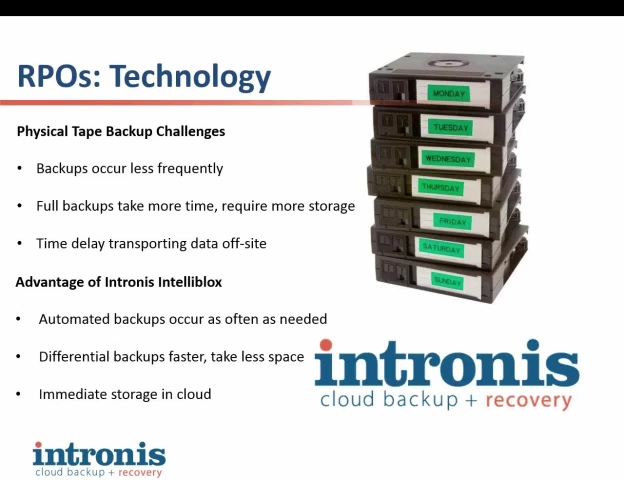 RPOs: Technology
Physical Tape Backup Challenges
• Backups occur less frequently
• Full backups take more time, require more storage
• Time delay transporting data off-site
Advantage of Intronis Intelliblox
• Automated backups occur as often as needed
• Differential backups faster, take less space
• Immediate storage in cloud
MONDAY
TUESDAY
WEDNESDAY
THURSDAY
FRIDAY
SATURDAY
SUNDAY
intronis
cloud backup + recovery
intronis
cloud backup + recovery